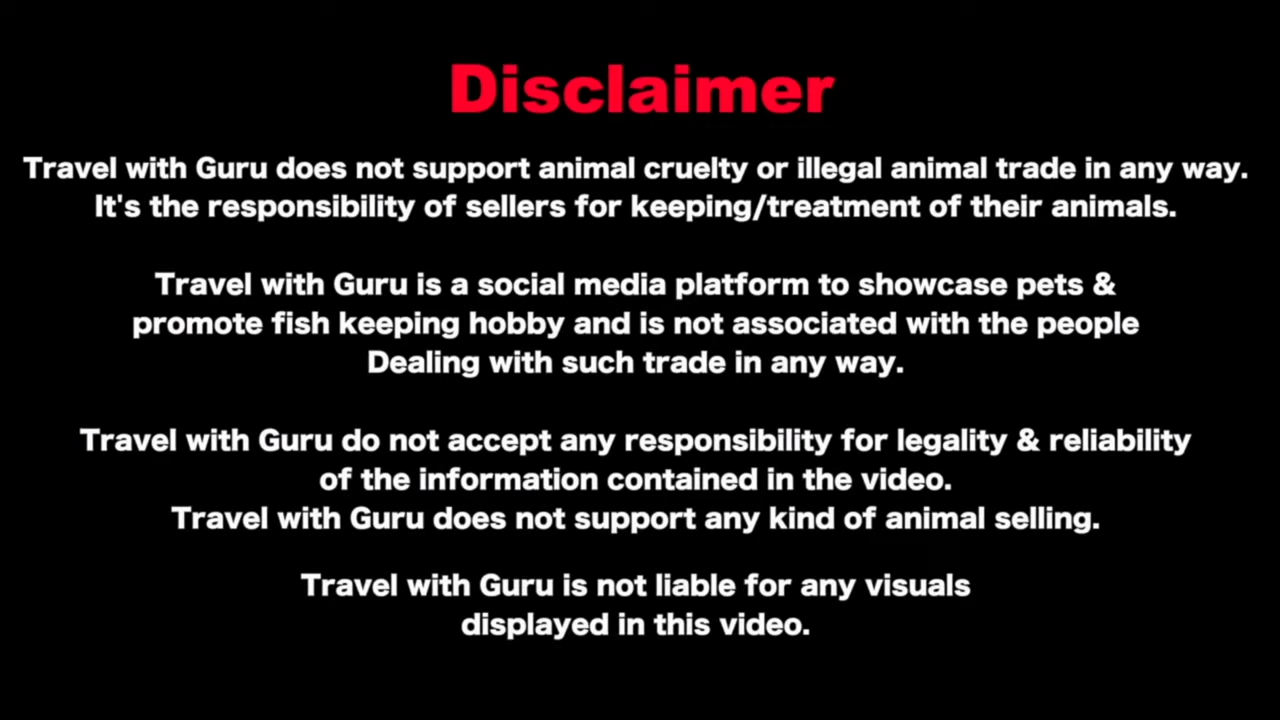 Disclaimer
Travel with Guru does not support animal cruelty or illegal animal trade in any way.
It's the responsibility of sellers for keeping/treatment of their animals.
Travel with Guru is a social media platform to showcase pets &
promote fish keeping hobby and is not associated with the people
Dealing with such trade in any way.
Travel with Guru do not accept any responsibility for legality & reliability
of the information contained in the video.
Travel with Guru does not support any kind of animal selling.
Travel with Guru is not liable for any visuals
displayed in this video.